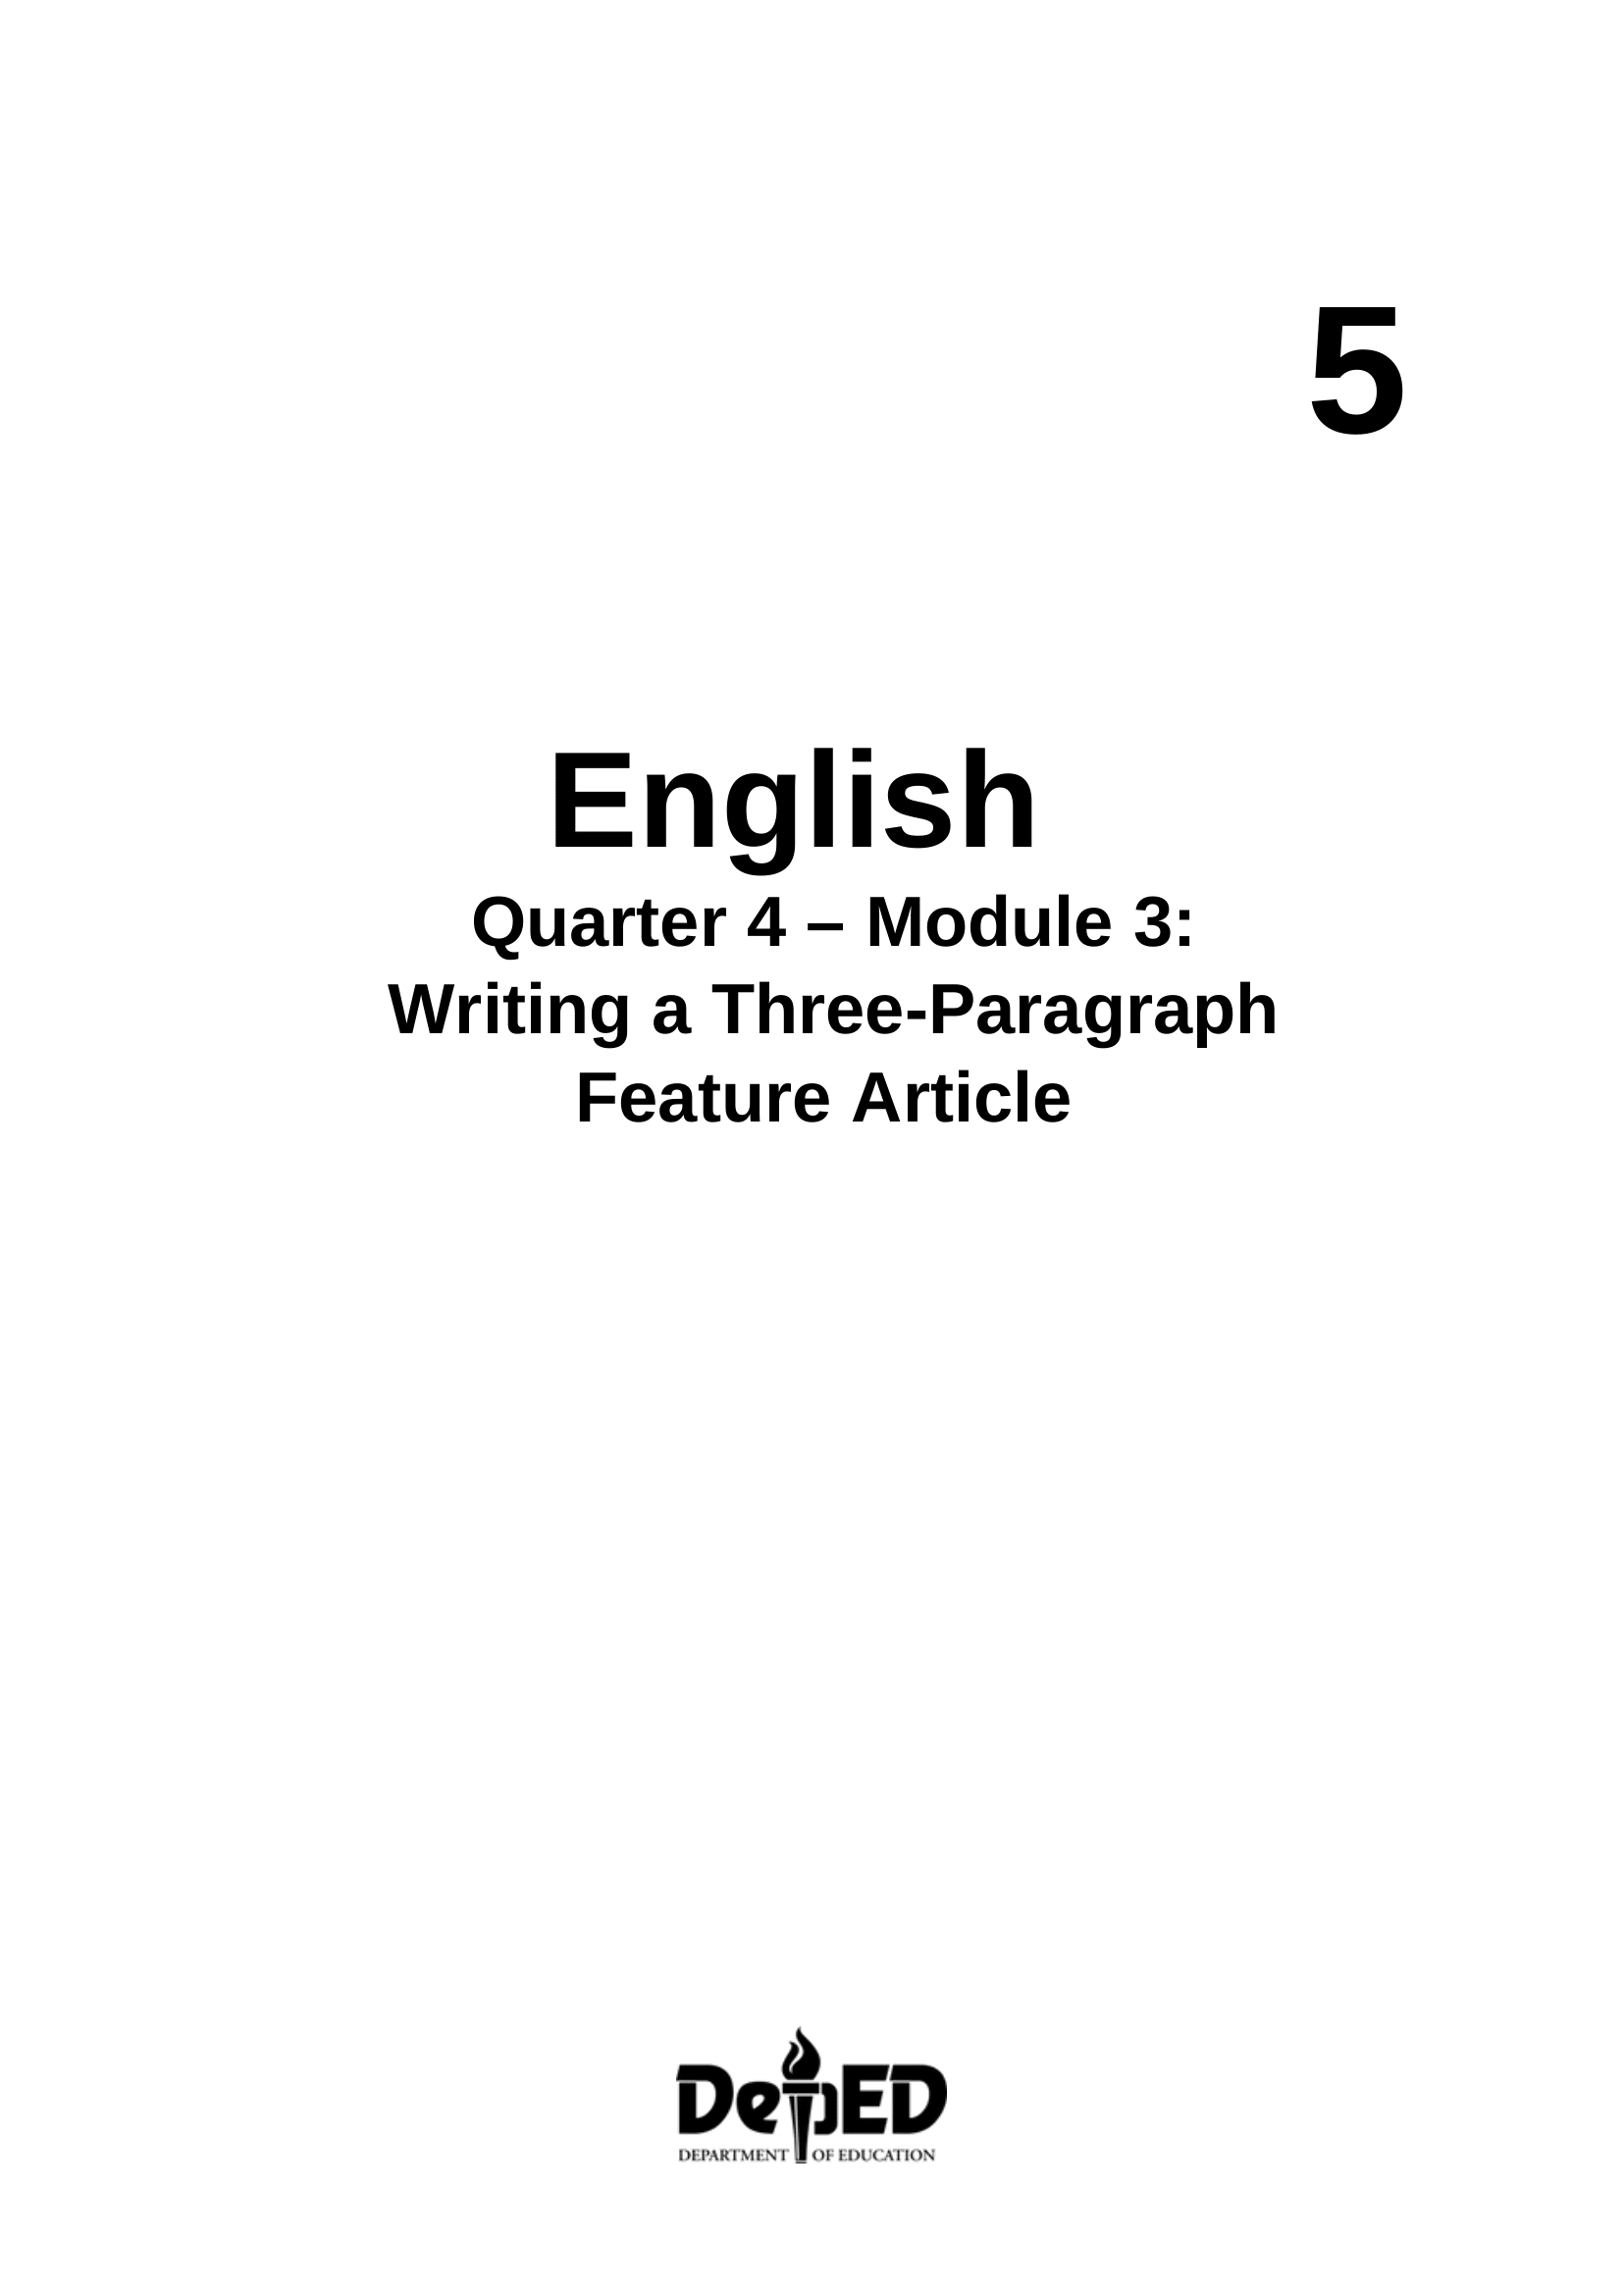 5
English
Quarter 4 – Module 3:
Writing a Three-Paragraph
Feature Article
DepED
DEPARTMENT OF EDUCATION